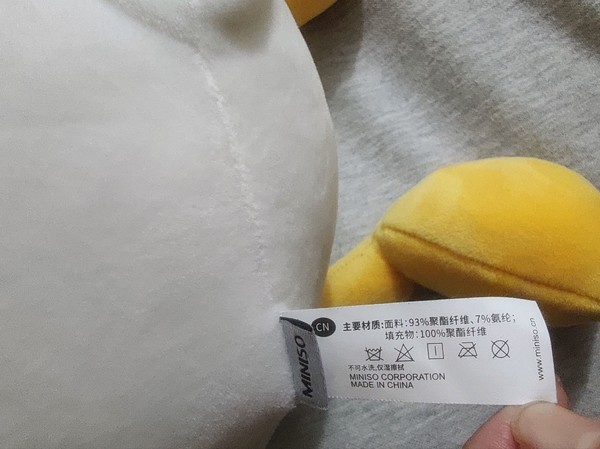 MINISO
CN
主要材质:面料:93%聚酯纤维、7%氨纶;
填充物:100%聚酯纤维
不可水洗,仅湿擦拭
MINISO CORPORATION
MADE IN CHINA
www.miniso.cn